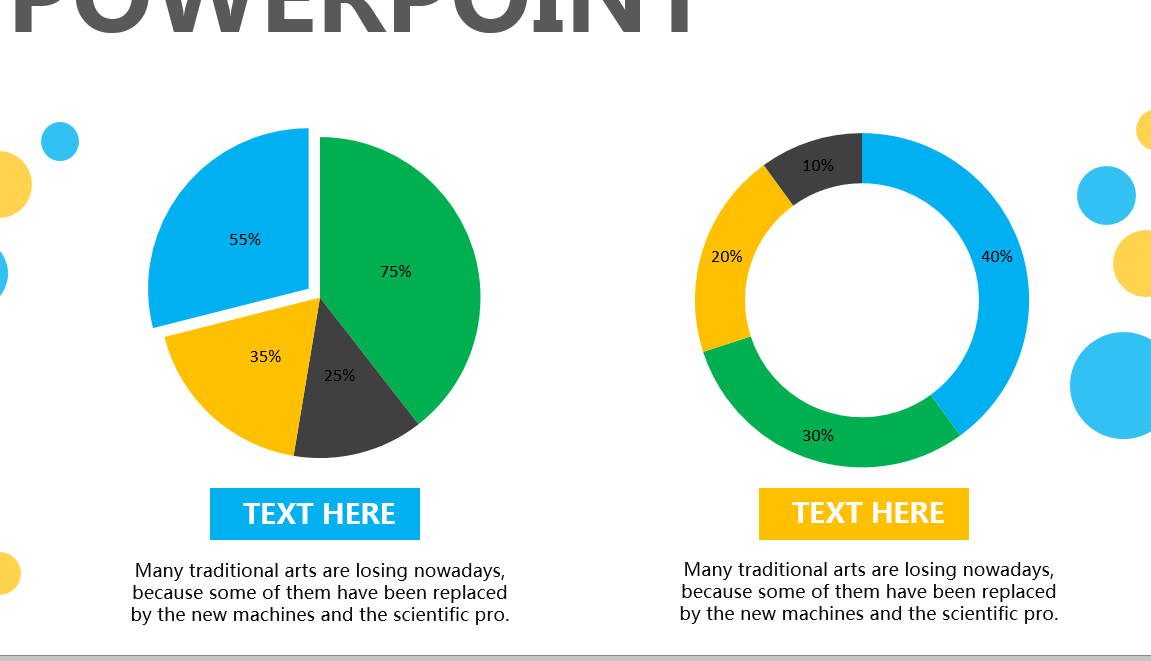 POWERPOINT
55%
75%
35%
25%
TEXT HERE
Many traditional arts are losing nowadays,
because some of them have been replaced
by the new machines and the scientific pro.
10%
20%
40%
30%
TEXT HERE
Many traditional arts are losing nowadays,
because some of them have been replaced
by the new machines and the scientific pro.